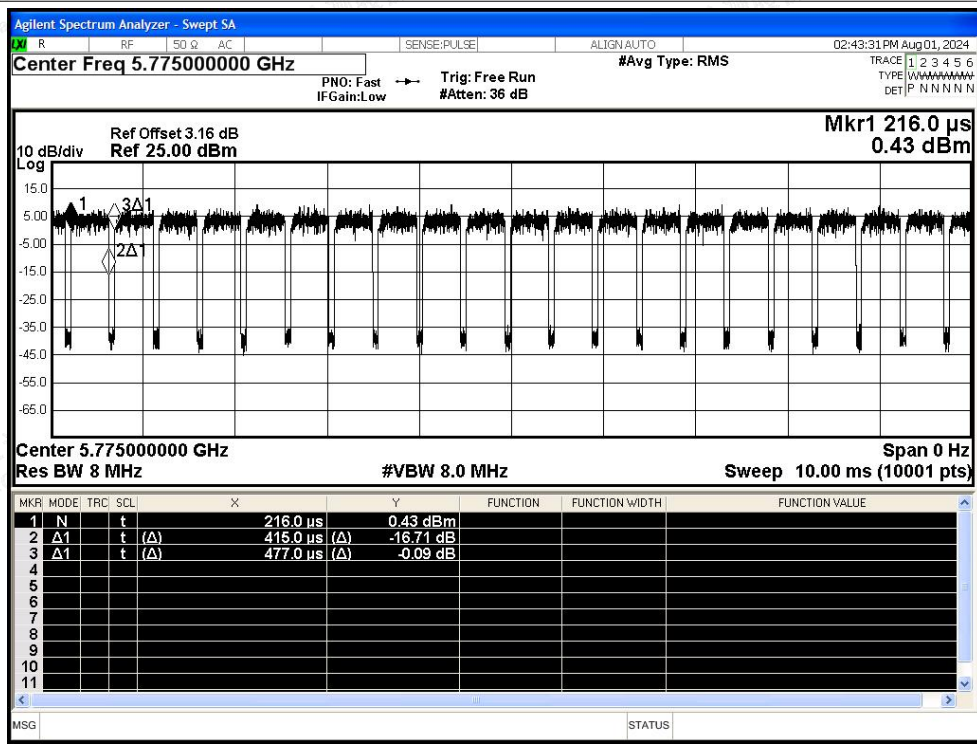 Agilent Spectrum Analyzer - Swept SA
LXI R RF 50 Ω AC SENSE:PULSE ALIGN AUTO 02:43:31 PM Aug 01, 2024
Center Freq 5.775000000 GHz #Avg Type: RMS TRACE 1 2 3 4 5 6
PNO: Fast Trig: Free Run TYPE WWWWWW
IFGain:Low #Atten: 36 dB DET P N N N N N
Mkr1 216.0 µs
Ref Offset 3.16 dB
10 dB/div Ref 25.00 dBm 0.43 dBm
Log
15.0
1 3Δ1
5.00
-5.00
2Δ1
-15.0
-25.0
-35.0
-45.0
-55.0
-65.0
Center 5.775000000 GHz Span 0 Hz
Res BW 8 MHz #VBW 8.0 MHz Sweep 10.00 ms (10001 pts)
MKR MODE TRC SCL X Y FUNCTION FUNCTION WIDTH FUNCTION VALUE
1 N t 216.0 µs 0.43 dBm
2 Δ1 t (Δ) 415.0 µs (Δ) -16.71 dB
3 Δ1 t (Δ) 477.0 µs (Δ) -0.09 dB
4
5
6
7
8
9
10
11
MSG STATUS